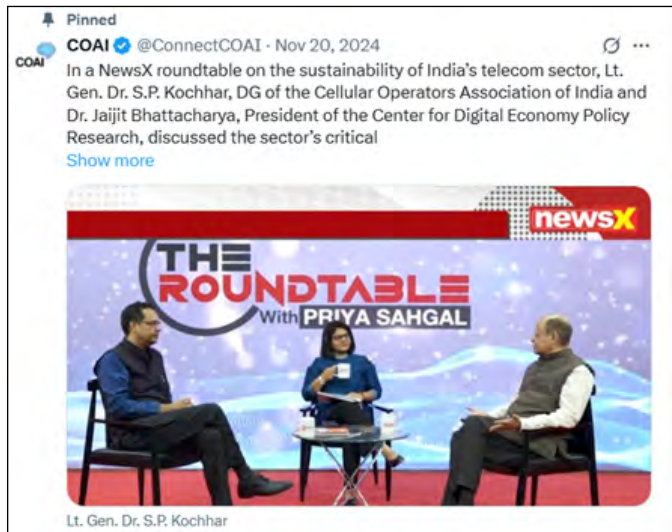 Pinned
COAI @ConnectCOAI · Nov 20, 2024
COAI
In a NewsX roundtable on the sustainability of India's telecom sector, Lt.
Gen. Dr. S.P. Kochhar, DG of the Cellular Operators Association of India and
Dr. Jaijit Bhattacharya, President of the Center for Digital Economy Policy
Research, discussed the sector's critical
Show more
newsX
THE
ROUNDTABLE
With PRIYA SAHGAL
Lt. Gen. Dr. S.P. Kochhar